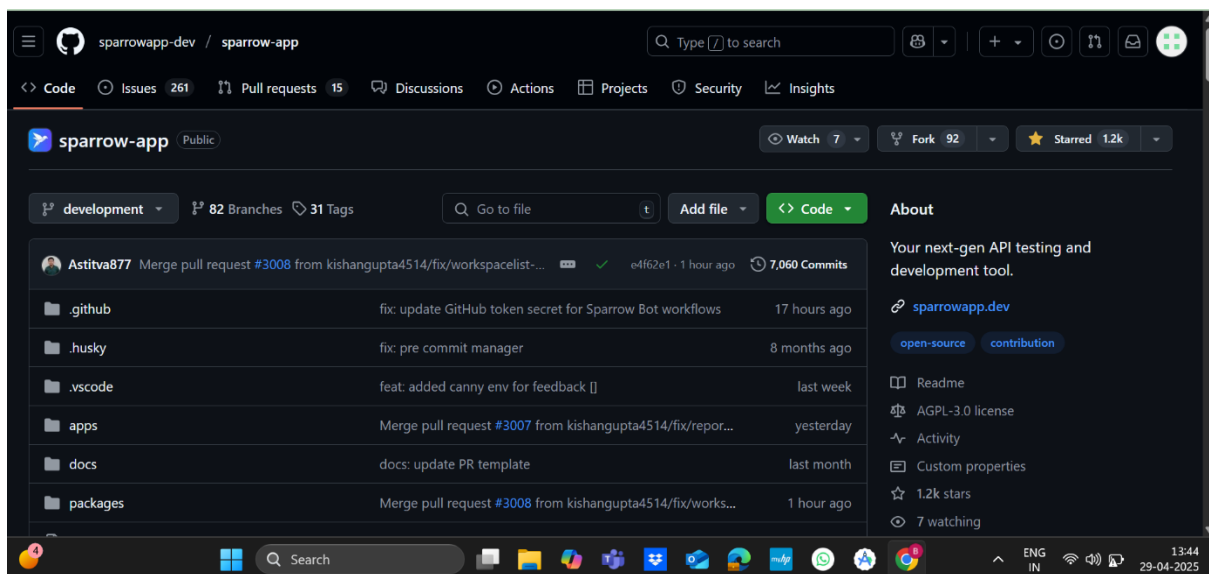 sparrowapp-dev / sparrow-app
Type / to search
Code Issues 261 Pull requests 15 Discussions Actions Projects Security Insights
sparrow-app Public Watch 7 Fork 92 Starred 1.2k
development 82 Branches 31 Tags Go to file t Add file Code
About
Your next-gen API testing and
development tool.
Astitva877 Merge pull request #3008 from kishangupta4514/fix/workspacelist-... e4f62e1 · 1 hour ago 7,060 Commits
.github fix: update GitHub token secret for Sparrow Bot workflows 17 hours ago
sparrowapp.dev
.husky fix: pre commit manager 8 months ago
open-source contribution
.vscode feat: added canny env for feedback [] last week
Readme
AGPL-3.0 license
apps Merge pull request #3007 from kishangupta4514/fix/repor... yesterday
Activity
docs docs: update PR template last month
Custom properties
1.2k stars
packages Merge pull request #3008 from kishangupta4514/fix/works... 1 hour ago
7 watching
4
Search
myhp
B
ENG
IN
13:44
29-04-2025